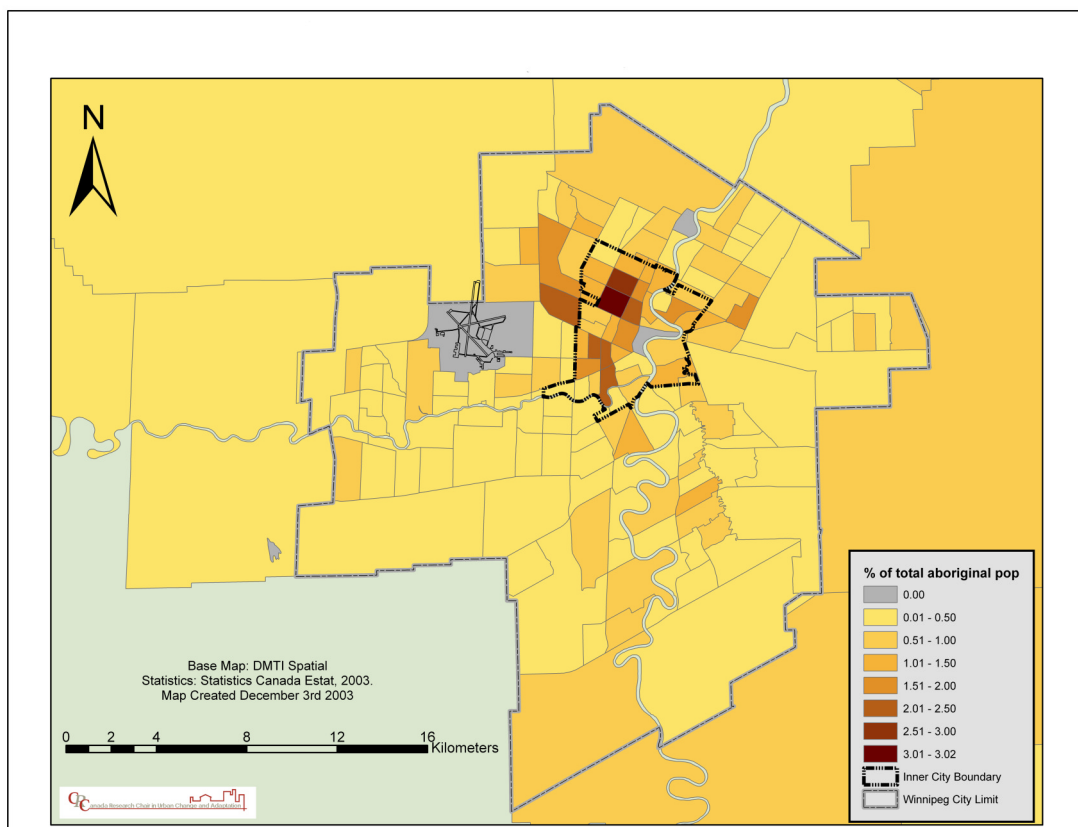 N
% of total aboriginal pop
0.00
0.01 - 0.50
0.51 - 1.00
1.01 - 1.50
1.51 - 2.00
2.01 - 2.50
2.51 - 3.00
3.01 - 3.02
Inner City Boundary
Winnipeg City Limit
Base Map: DMTI Spatial
Statistics: Statistics Canada Estat, 2003.
Map Created December 3rd 2003
0 2 4 8 12 16
Kilometers
Canada Research Chair in Urban Change and Adaptation